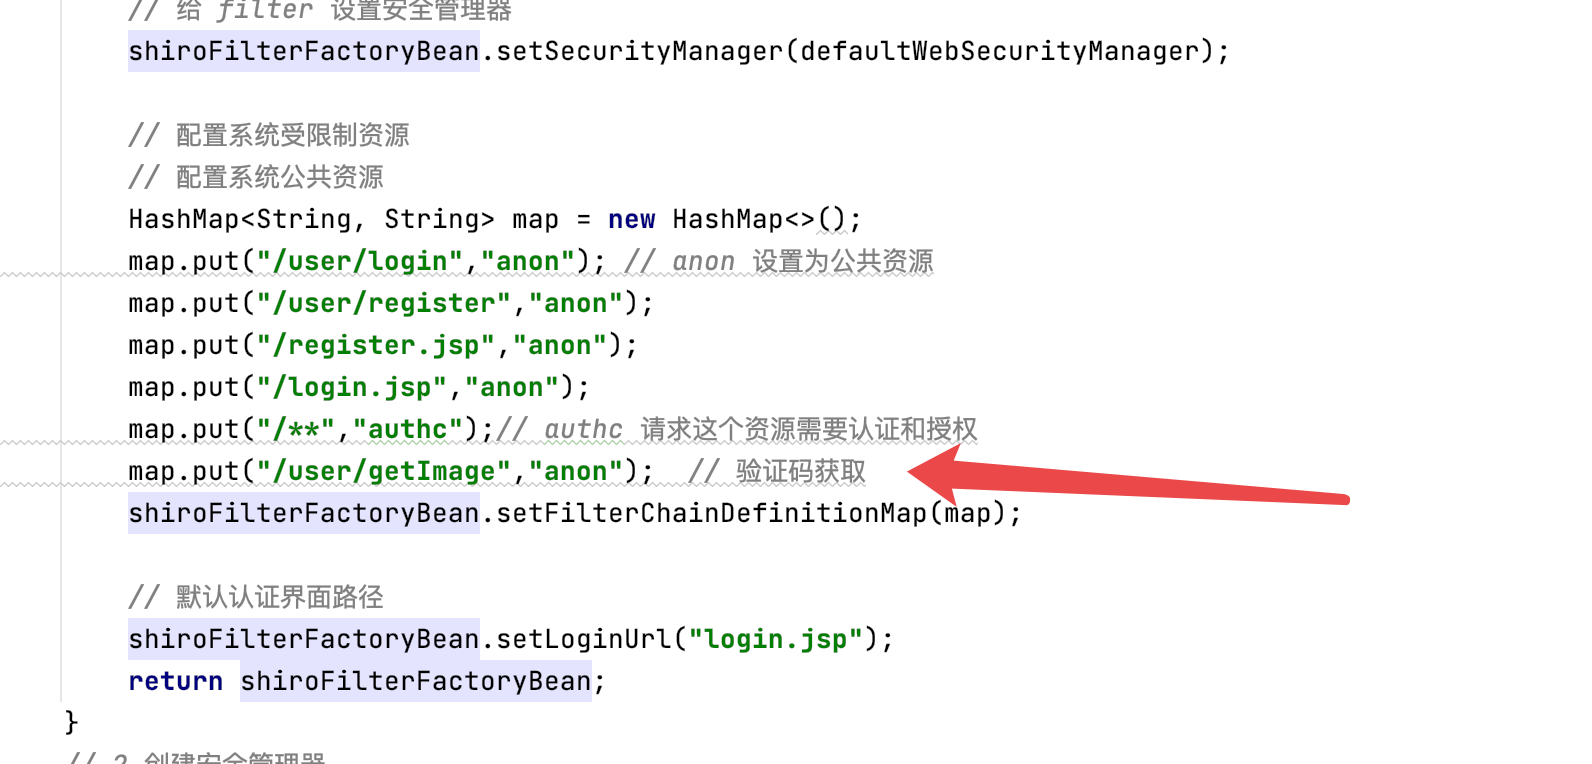 // 给 filter 设置安全管理器
shiroFilterFactoryBean.setSecurityManager(defaultWebSecurityManager);
// 配置系统受限制资源
// 配置系统公共资源
HashMap<String, String> map = new HashMap<>();
map.put("/user/login","anon"); // anon 设置为公共资源
map.put("/user/register","anon");
map.put("/register.jsp","anon");
map.put("/login.jsp","anon");
map.put("/**","authc");// authc 请求这个资源需要认证和授权
map.put("/user/getImage","anon");  // 验证码获取
shiroFilterFactoryBean.setFilterChainDefinitionMap(map);
// 默认认证界面路径
shiroFilterFactoryBean.setLoginUrl("login.jsp");
return shiroFilterFactoryBean;
}
// 2 创建安全管理器